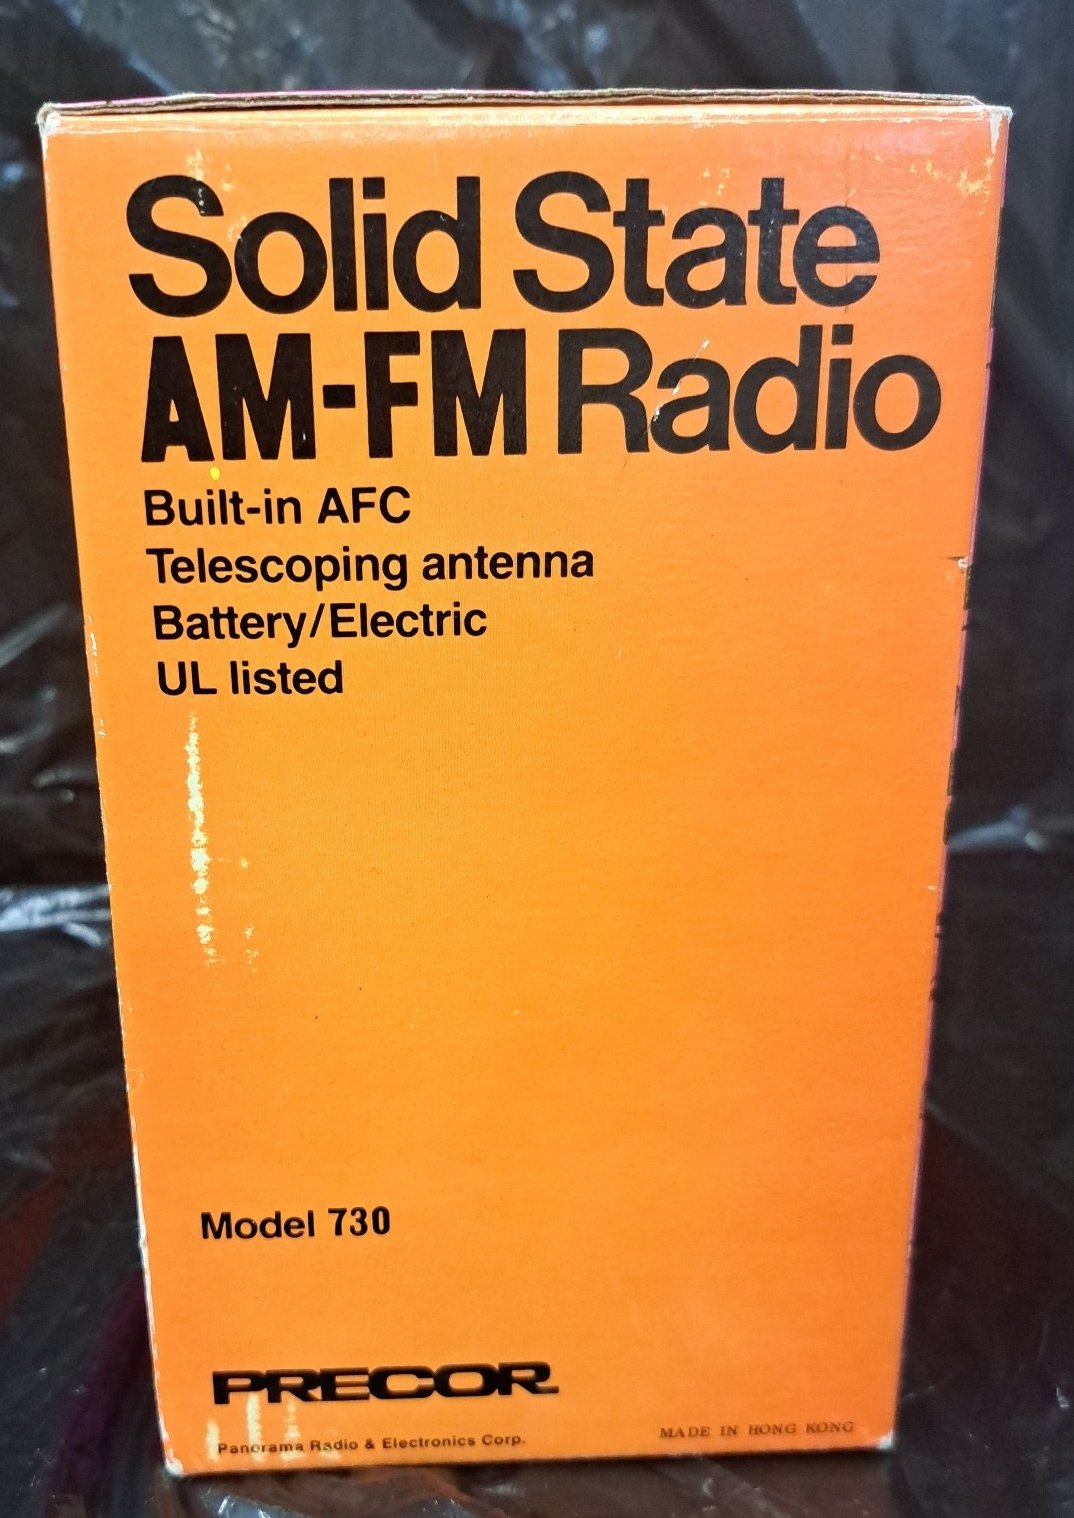 Solid State
AM-FM Radio
Built-in AFC
Telescoping antenna
Battery/Electric
UL listed
Model 730
PRECOR
Panorama Radio & Electronics Corp.
MADE IN HONG KONG